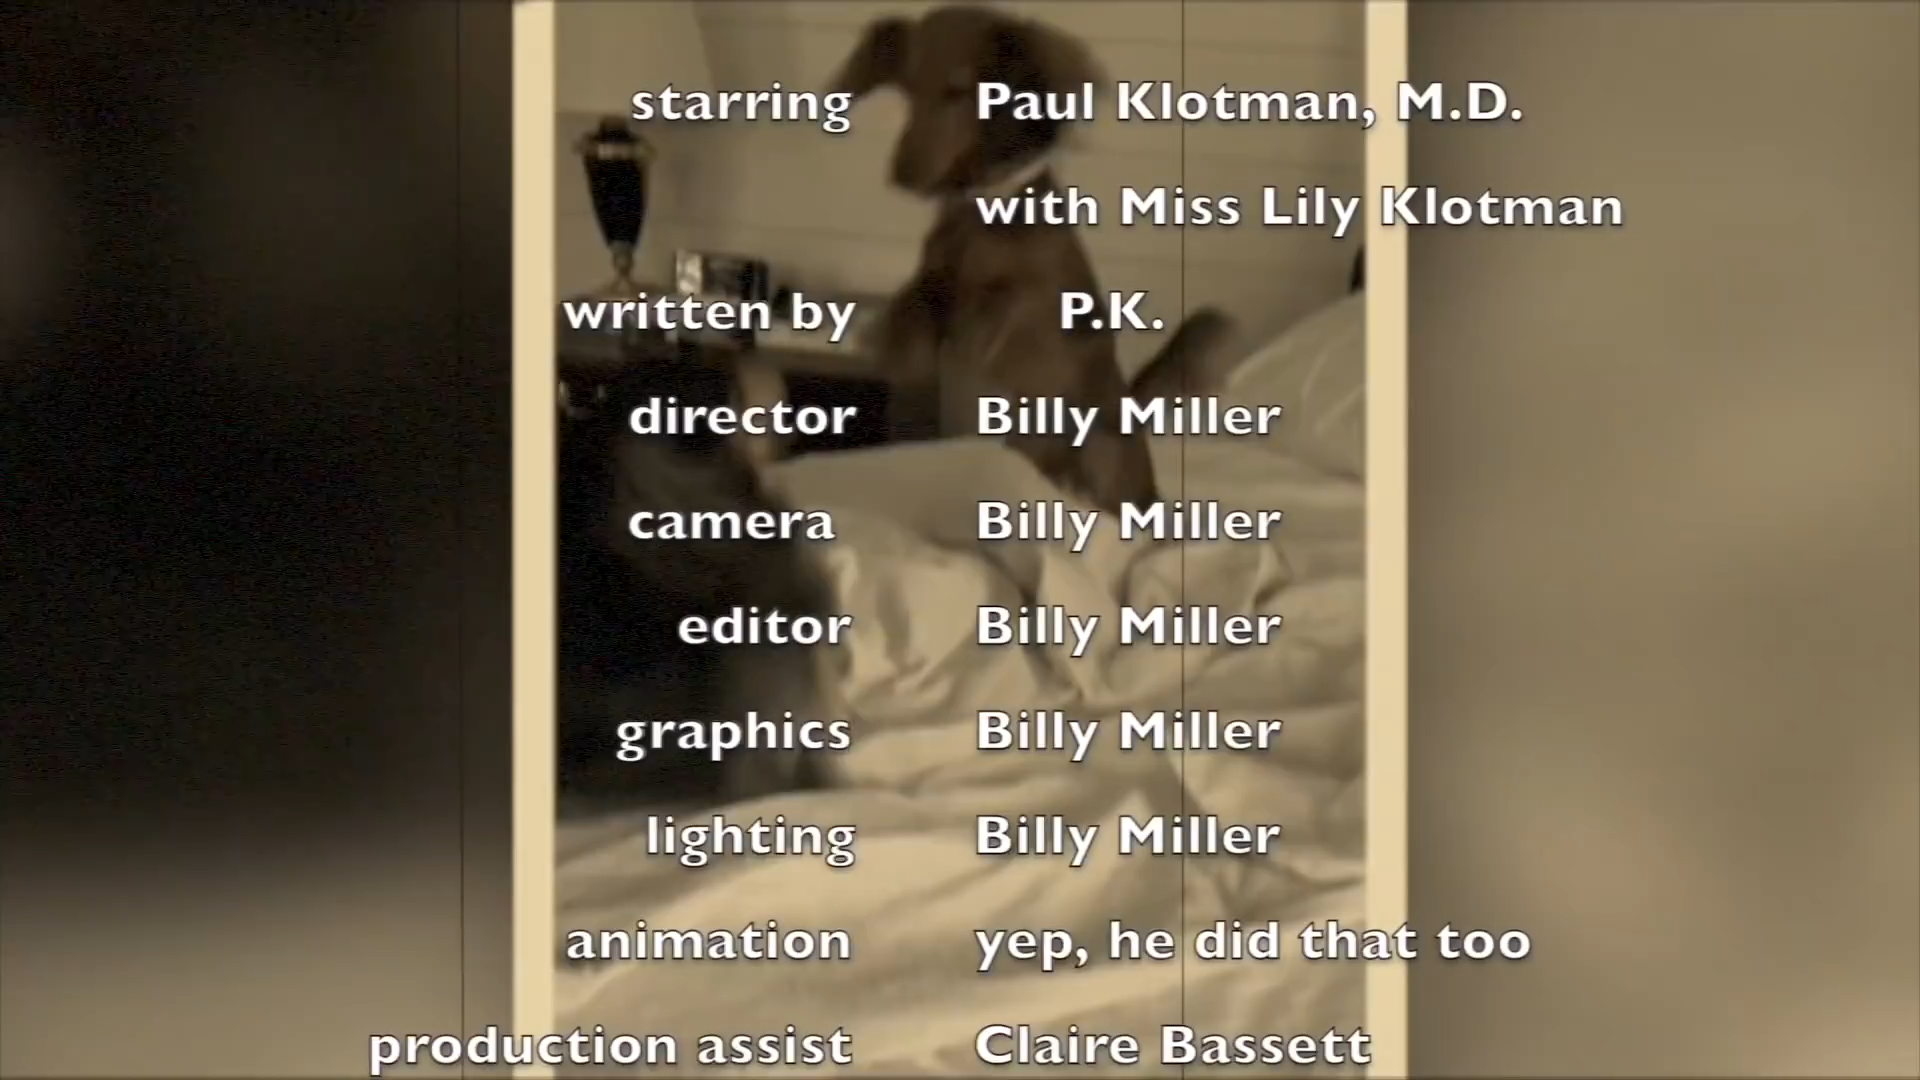 starring Paul Klotman, M.D.
with Miss Lily Klotman
written by P.K.
director Billy Miller
camera Billy Miller
editor Billy Miller
graphics Billy Miller
lighting Billy Miller
animation yep, he did that too
production assist Claire Bassett